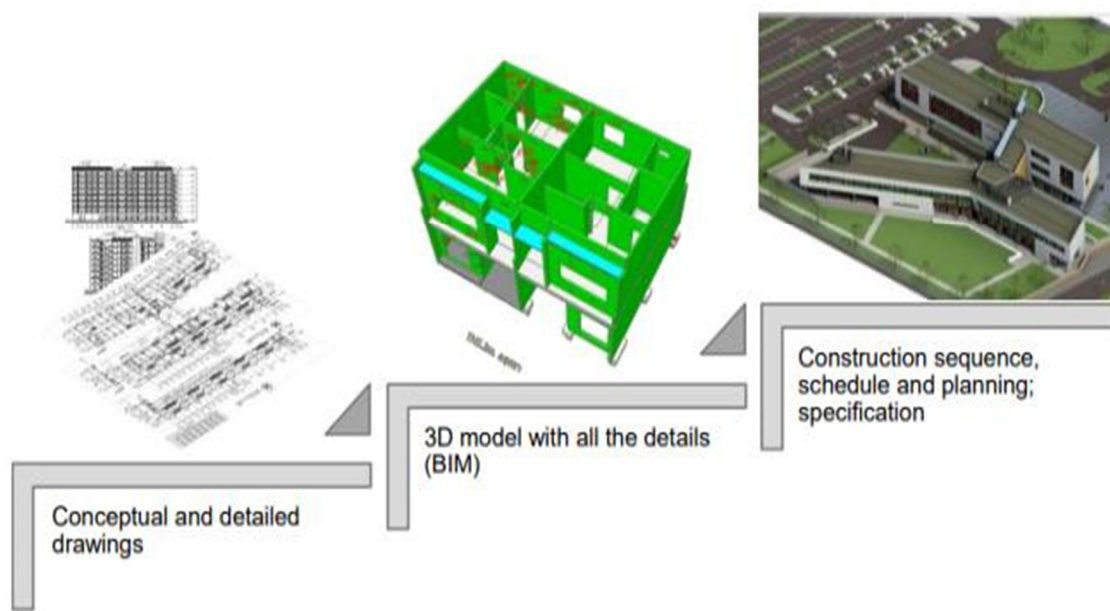 Conceptual and detailed
drawings
3D model with all the details
(BIM)
Construction sequence,
schedule and planning;
specification